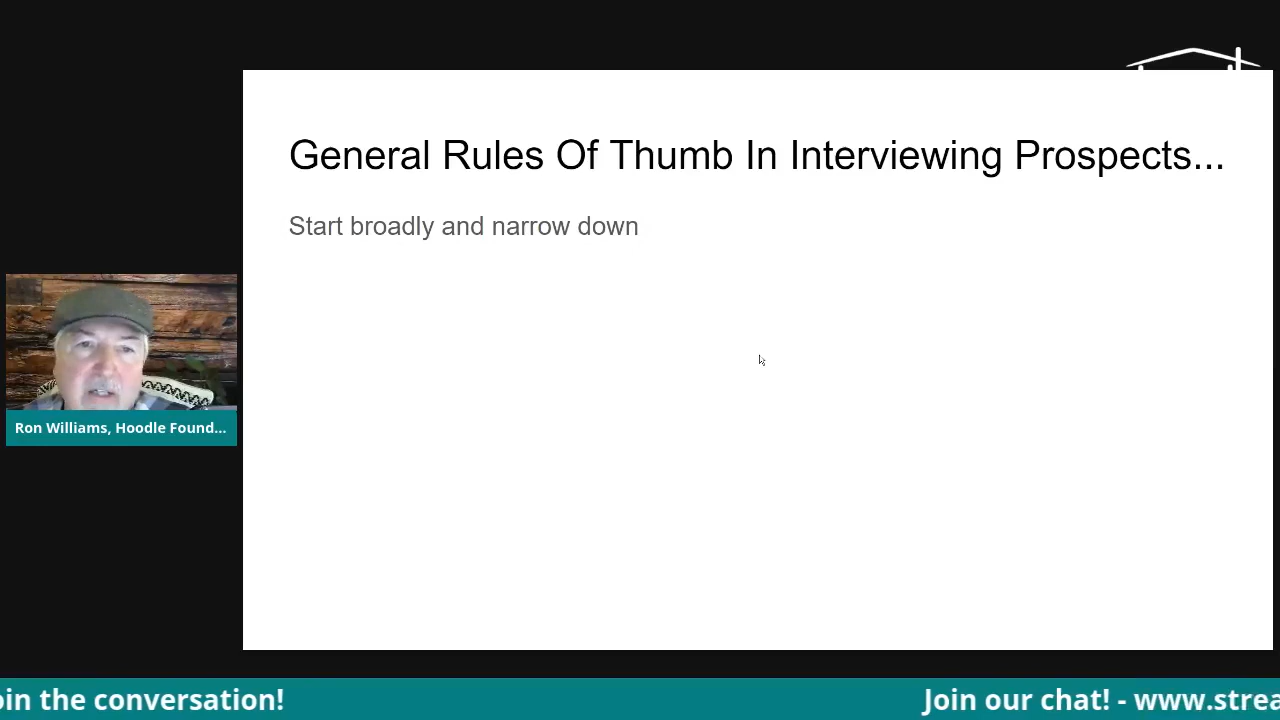 General Rules Of Thumb In Interviewing Prospects...
Start broadly and narrow down
Ron Williams, Hoodle Found...
oin the conversation!
Join our chat! - www.strea